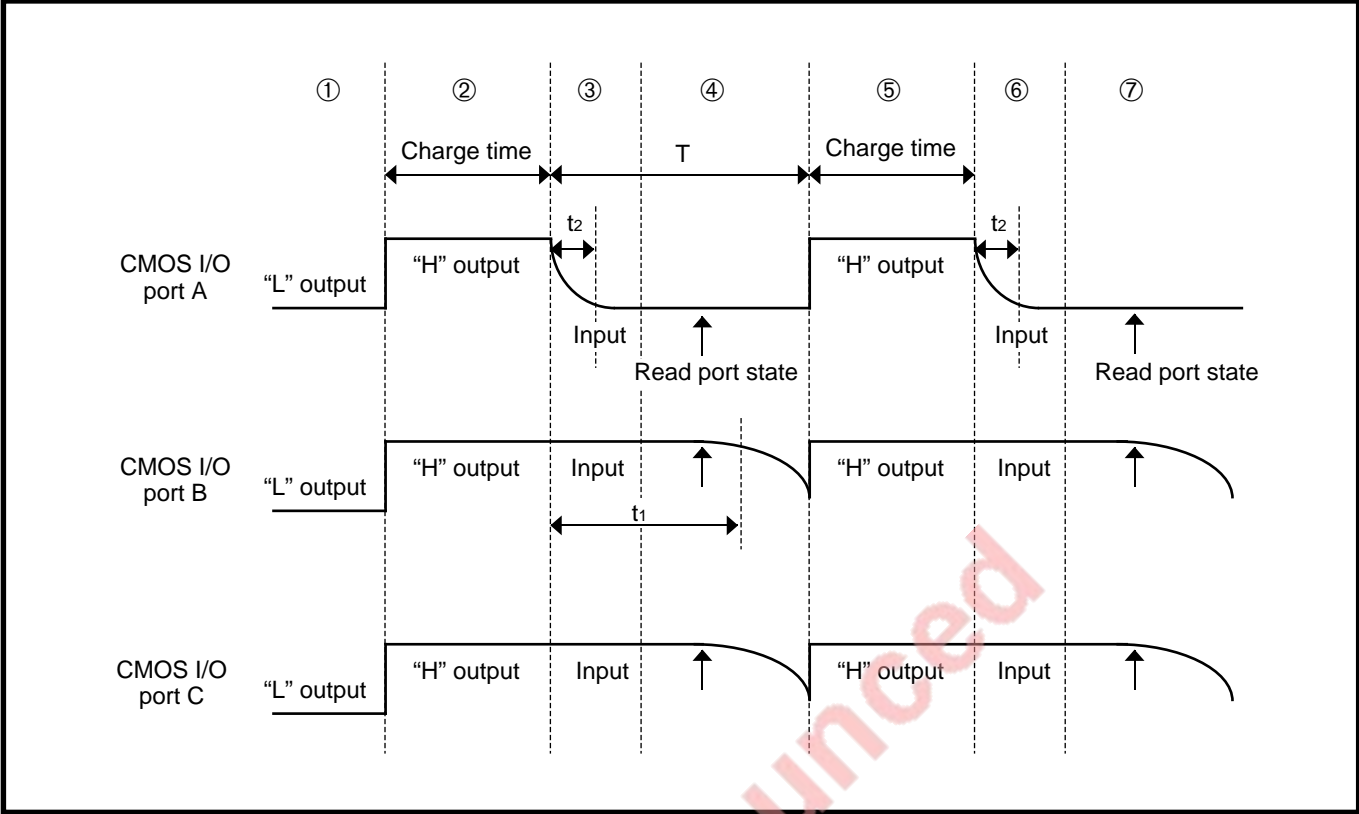 ① ② ③ ④ ⑤ ⑥ ⑦
Charge time T Charge time
t2 t2
CMOS I/O
port A
“L” output “H” output “H” output
Input Input
Read port state Read port state
CMOS I/O
port B
“L” output “H” output Input “H” output Input
t1
CMOS I/O
port C
“L” output “H” output Input “H” output Input
unced